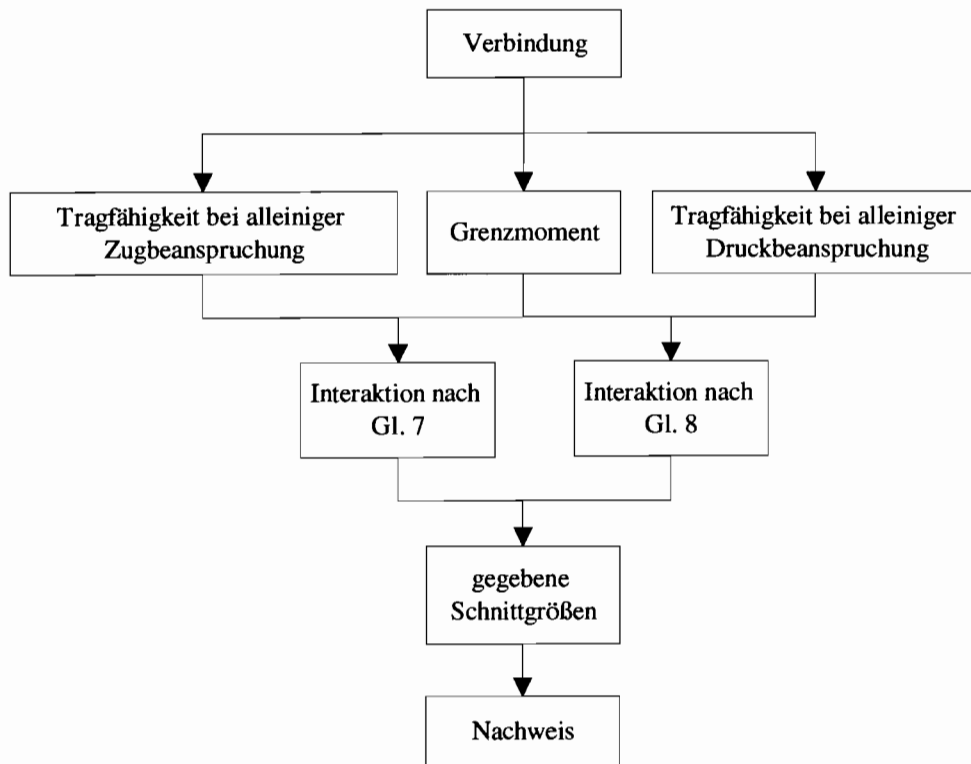 Verbindung
Tragfähigkeit bei alleiniger
Zugbeanspruchung
Grenzmoment
Tragfähigkeit bei alleiniger
Druckbeanspruchung
Interaktion nach
Gl. 7
Interaktion nach
Gl. 8
gegebene
Schnittgrößen
Nachweis